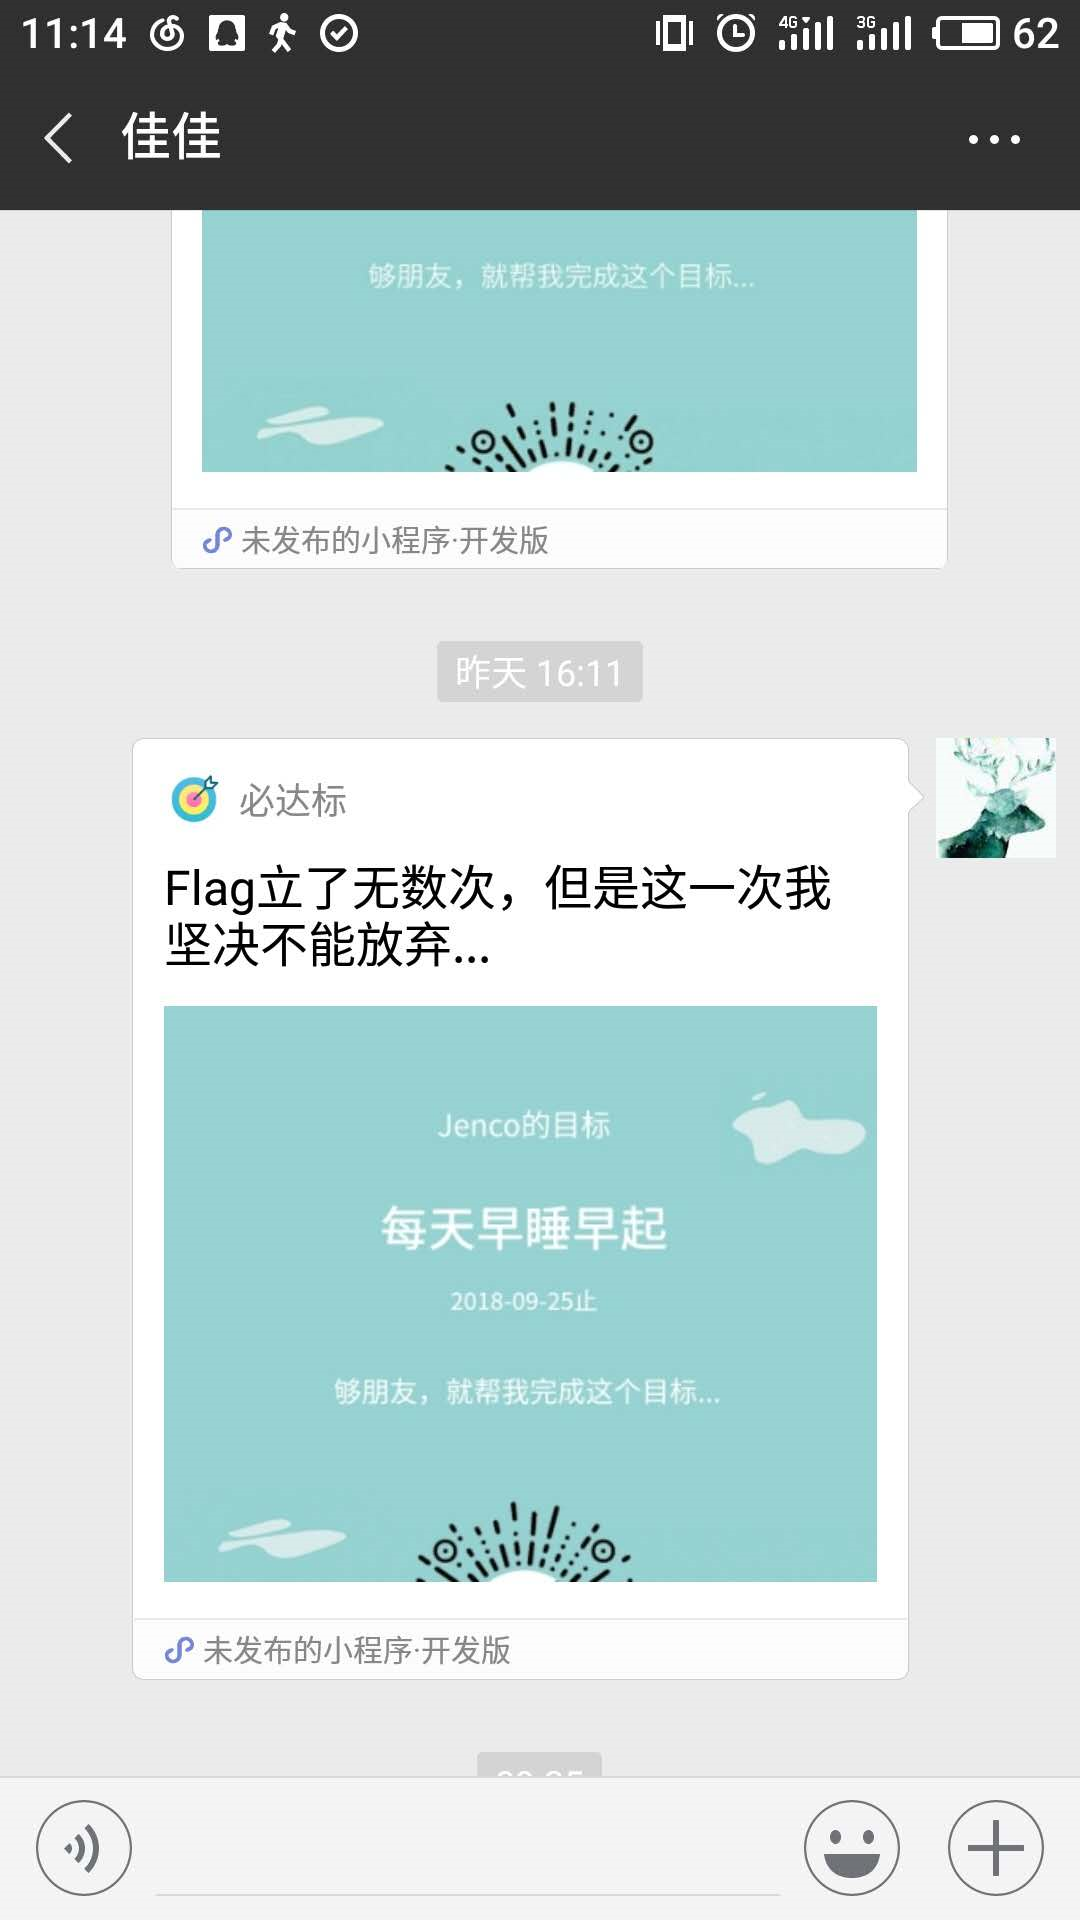 11:14
4G
3G
62
佳佳
够朋友，就帮我完成这个目标...
未发布的小程序·开发版
昨天 16:11
必达标
Flag立了无数次，但是这一次我
坚决不能放弃...
Jenco的目标
每天早睡早起
2018-09-25止
够朋友，就帮我完成这个目标...
未发布的小程序·开发版